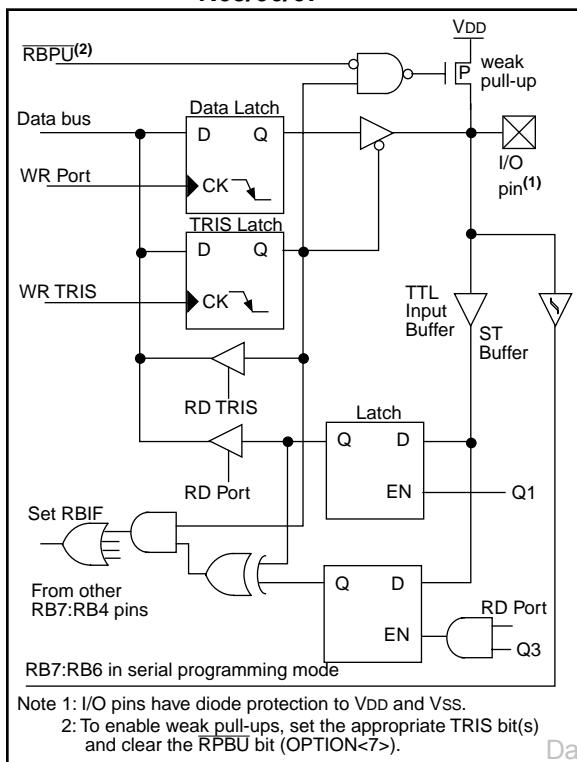 VDD
RBPU(2)
P
weak
pull-up
Data Latch
Data bus
D Q
I/O
pin(1)
WR Port
CK
TRIS Latch
D Q
WR TRIS
CK
TTL
Input
Buffer
ST
Buffer
RD TRIS
Latch
Q D
RD Port
EN
Q1
Set RBIF
From other
RB7:RB4 pins
Q D
RD Port
EN
Q3
RB7:RB6 in serial programming mode
Note 1: I/O pins have diode protection to VDD and VSS.
2: To enable weak pull-ups, set the appropriate TRIS bit(s)
and clear the RPBU bit (OPTION<7>).
Da